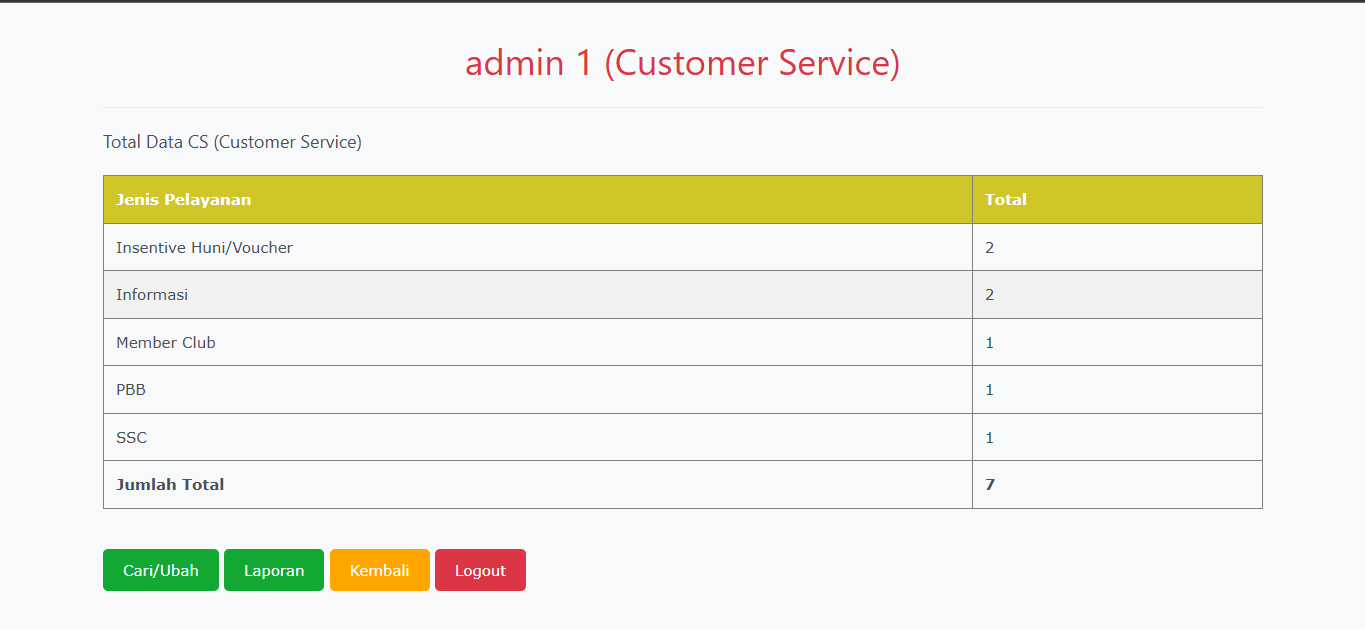 admin 1 (Customer Service)
Total Data CS (Customer Service)
Jenis Pelayanan Total
Insentive Huni/Voucher 2
Informasi 2
Member Club 1
PBB 1
SSC 1
Jumlah Total 7
Cari/Ubah Laporan Kembali Logout